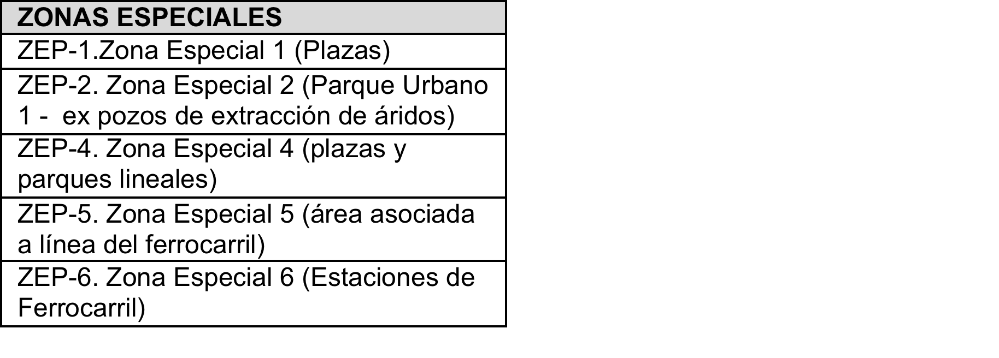 ZONAS ESPECIALES
ZEP-1.Zona Especial 1 (Plazas)
ZEP-2. Zona Especial 2 (Parque Urbano
1 -  ex pozos de extracción de áridos)
ZEP-4. Zona Especial 4 (plazas y
parques lineales)
ZEP-5. Zona Especial 5 (área asociada
a línea del ferrocarril)
ZEP-6. Zona Especial 6 (Estaciones de
Ferrocarril)